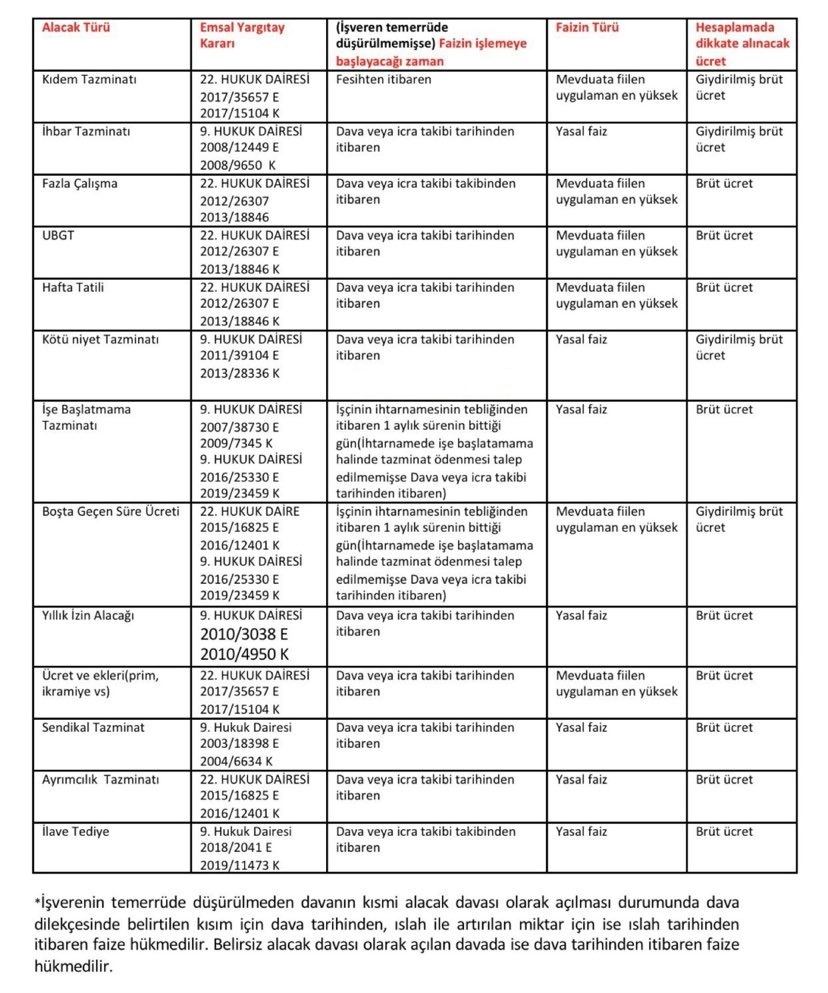 Alacak Türü
Emsal Yargıtay
Kararı
(İşveren temerrüde
düşürülmemişse) Faizin işlemeye
başlayacağı zaman
Faizin Türü
Hesaplamada
dikkate alınacak
ücret
Kıdem Tazminatı
22. HUKUK DAİRESİ
2017/35657 E
2017/15104 K
Fesihten itibaren
Mevduata fiilen
uygulaman en yüksek
Giydirilmiş brüt
ücret
İhbar Tazminatı
9. HUKUK DAİRESİ
2008/12449 E
2008/9650 K
Dava veya icra takibi tarihinden
itibaren
Yasal faiz
Giydirilmiş brüt
ücret
Fazla Çalışma
22. HUKUK DAİRESİ
2012/26307
2013/18846
Dava veya icra takibi takibinden
itibaren
Mevduata fiilen
uygulaman en yüksek
Brüt ücret
UBGT
22. HUKUK DAİRESİ
2012/26307 E
2013/18846 K
Dava veya icra takibi tarihinden
itibaren
Mevduata fiilen
uygulaman en yüksek
Brüt ücret
Hafta Tatili
22. HUKUK DAİRESİ
2012/26307 E
2013/18846 K
Dava veya icra takibi tarihinden
itibaren
Mevduata fiilen
uygulaman en yüksek
Brüt ücret
Kötü niyet Tazminatı
9. HUKUK DAİRESİ
2011/39104 E
2013/28336 K
Dava veya icra takibi tarihinden
itibaren
Yasal faiz
Giydirilmiş brüt
ücret
İşe Başlatmama
Tazminatı
9. HUKUK DAİRESİ
2007/38730 E
2009/7345 K
9. HUKUK DAİRESİ
2016/25330 E
2019/23459 K
İşçinin ihtarnamesinin tebliğinden
itibaren 1 aylık sürenin bittiği
gün(İhtarnamede işe başlatamama
halinde tazminat ödenmesi talep
edilmemişse Dava veya icra takibi
tarihinden itibaren)
Yasal faiz
Brüt ücret
Boşta Geçen Süre Ücreti
22. HUKUK DAİRE
2015/16825 E
2016/12401 K
9. HUKUK DAİRESİ
2016/25330 E
2019/23459 K
İşçinin ihtarnamesinin tebliğinden
itibaren 1 aylık sürenin bittiği
gün(İhtarnamede işe başlatamama
halinde tazminat ödenmesi talep
edilmemişse Dava veya icra takibi
tarihinden itibaren)
Mevduata fiilen
uygulaman en yüksek
Giydirilmiş brüt
ücret
Yıllık İzin Alacağı
9. HUKUK DAİRESİ
2010/3038 E
2010/4950 K
Dava veya icra takibi tarihinden
itibaren
Yasal faiz
Brüt ücret
Ücret ve ekleri(prim,
ikramiye vs)
22. HUKUK DAİRESİ
2017/35657 E
2017/15104 K
Dava veya icra takibi tarihinden
itibaren
Mevduata fiilen
uygulaman en yüksek
Brüt ücret
Sendikal Tazminat
9. Hukuk Dairesi
2003/18398 E
2004/6634 K
Dava veya icra takibi tarihinden
itibaren
Yasal faiz
Brüt ücret
Ayrımcılık Tazminatı
22. HUKUK DAİRESİ
2015/16825 E
2016/12401 K
Dava veya icra takibi tarihinden
itibaren
Yasal faiz
Brüt ücret
İlave Tediye
9. Hukuk Dairesi
2018/2041 E
2019/11473 K
Dava veya icra takibi takibinden
itibaren
Yasal faiz
Brüt ücret
*İşverenin temerrüde düşürülmeden davanın kısmi alacak davası olarak açılması durumunda dava
dilekçesinde belirtilen kısım için dava tarihinden, ıslah ile artırılan miktar için ise ıslah tarihinden
itibaren faize hükmedilir. Belirsiz alacak davası olarak açılan davada ise dava tarihinden itibaren faize
hükmedilir.